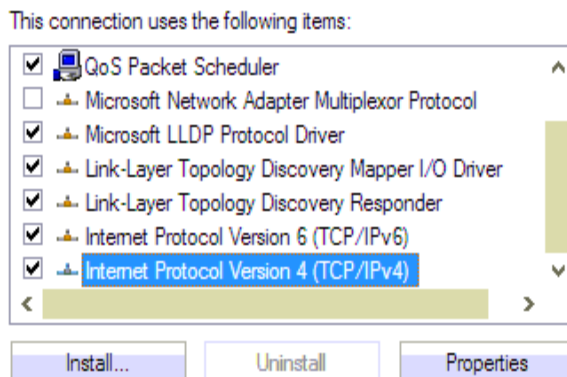 This connection uses the following items:
QoS Packet Scheduler
Microsoft Network Adapter Multiplexor Protocol
Microsoft LLDP Protocol Driver
Link-Layer Topology Discovery Mapper I/O Driver
Link-Layer Topology Discovery Responder
Internet Protocol Version 6 (TCP/IPv6)
Internet Protocol Version 4 (TCP/IPv4)
Install... Uninstall Properties